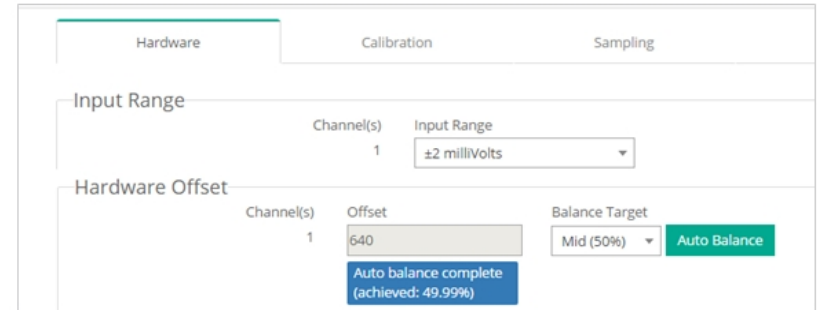 Hardware Calibration Sampling
Input Range
Channel(s) Input Range
1 ±2 milliVolts
Hardware Offset
Channel(s) Offset Balance Target
1 640 Mid (50%) Auto Balance
Auto balance complete
(achieved: 49.99%)